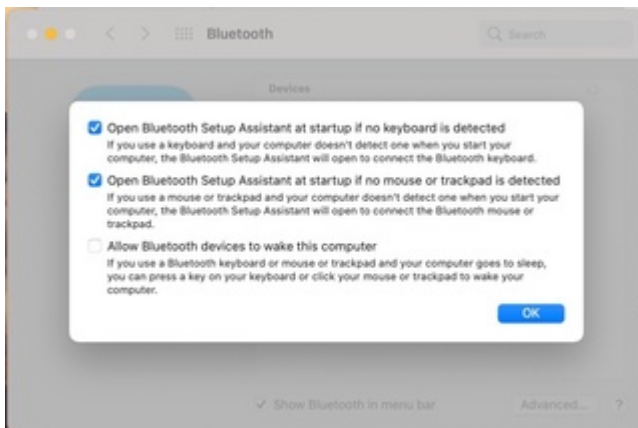 Bluetooth
Search
Devices
Open Bluetooth Setup Assistant at startup if no keyboard is detected
If you use a keyboard and your computer doesn't detect one when you start your
computer, the Bluetooth Setup Assistant will open to connect the Bluetooth keyboard.
Open Bluetooth Setup Assistant at startup if no mouse or trackpad is detected
If you use a mouse or trackpad and your computer doesn't detect one when you start your
computer, the Bluetooth Setup Assistant will open to connect the Bluetooth mouse or
trackpad.
Allow Bluetooth devices to wake this computer
If you use a Bluetooth keyboard or mouse or trackpad and your computer goes to sleep,
you can press a key on your keyboard or click your mouse or trackpad to wake your
computer.
OK
Show Bluetooth in menu bar
Advanced...
?